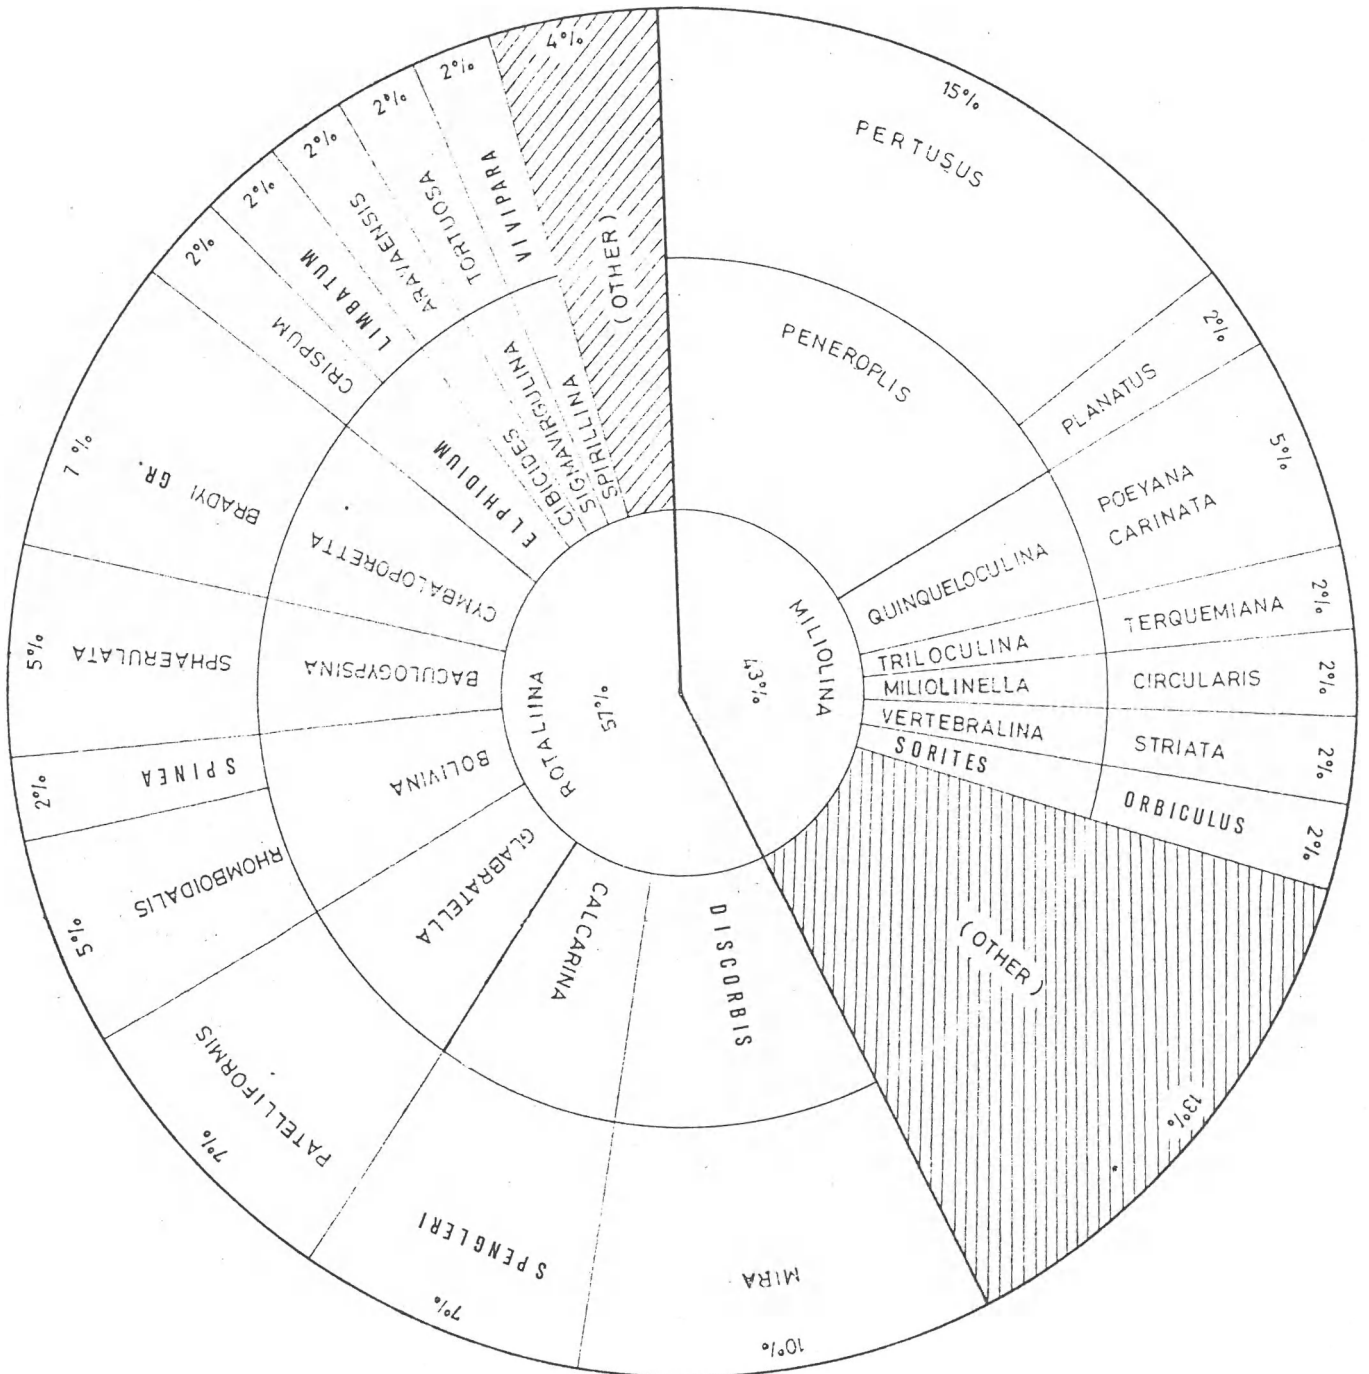 MILIOLINA
43%
PENEROPLIS
PERTUSUS
15%
PLANATUS
2%
QUINQUELOCULINA
POEYANA
CARINATA
5%
TRILOCULINA
TERQUEMIANA
2%
MILIOLINELLA
CIRCULARIS
2%
VERTEBRALINA
STRIATA
2%
SORITES
ORBICULUS
2%
(OTHER)
13%
ROTALIINA
57%
DISCORBIS
MIRA
10%
CALCARINA
SPENGLERI
7%
GLABRATELLA
PATELLIFORMIS
7%
BOLIVINA
RHOMBOIDALIS
5%
SPINEA
2%
BACULOGYPSINA
SPHAERULATA
5%
CYMBALOPORETTA
BRADYI GR.
7%
ELPHIDIUM
CRISPUM
2%
LIMBATUM
2%
CIBICIDES
ARAVAENSIS
2%
SIGMAVIRGULINA
TORTUOSA
2%
SPIRILLINA
VIVIPARA
2%
(OTHER)
4%